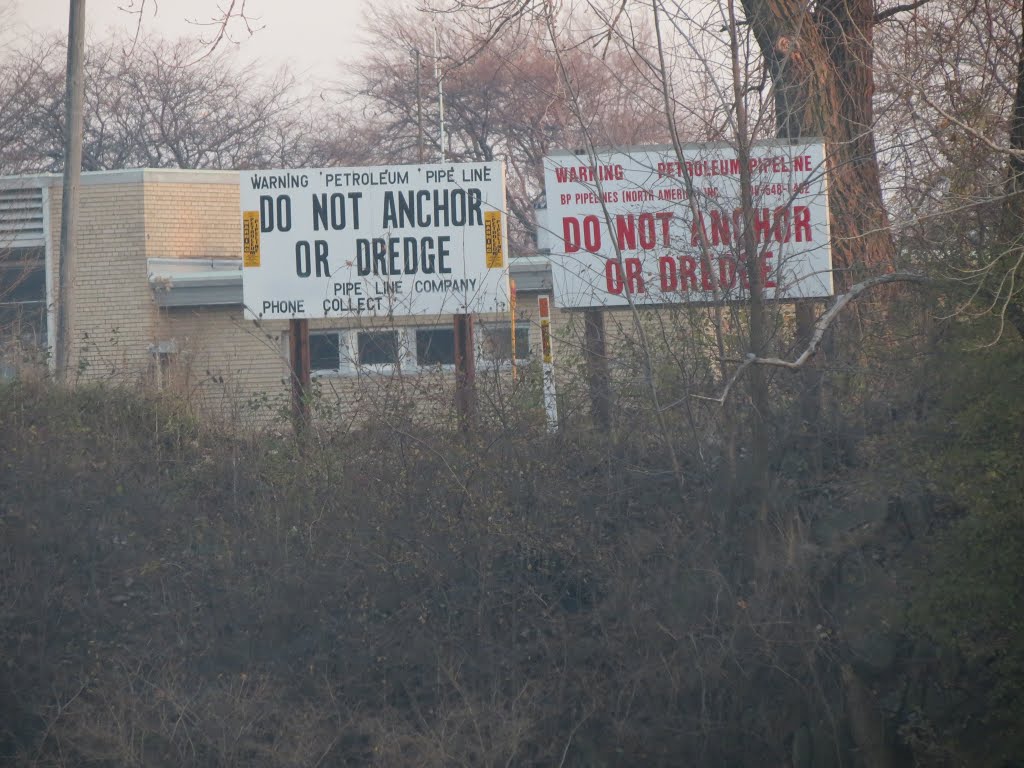 WARNING PETROLEUM PIPE LINE
DO NOT ANCHOR
OR DREDGE
PIPE LINE COMPANY
PHONE COLLECT
WARNING PETROLEUM PIPELINE
BP PIPELINES (NORTH AMERICA) INC.
DO NOT ANCHOR
OR DREDGE